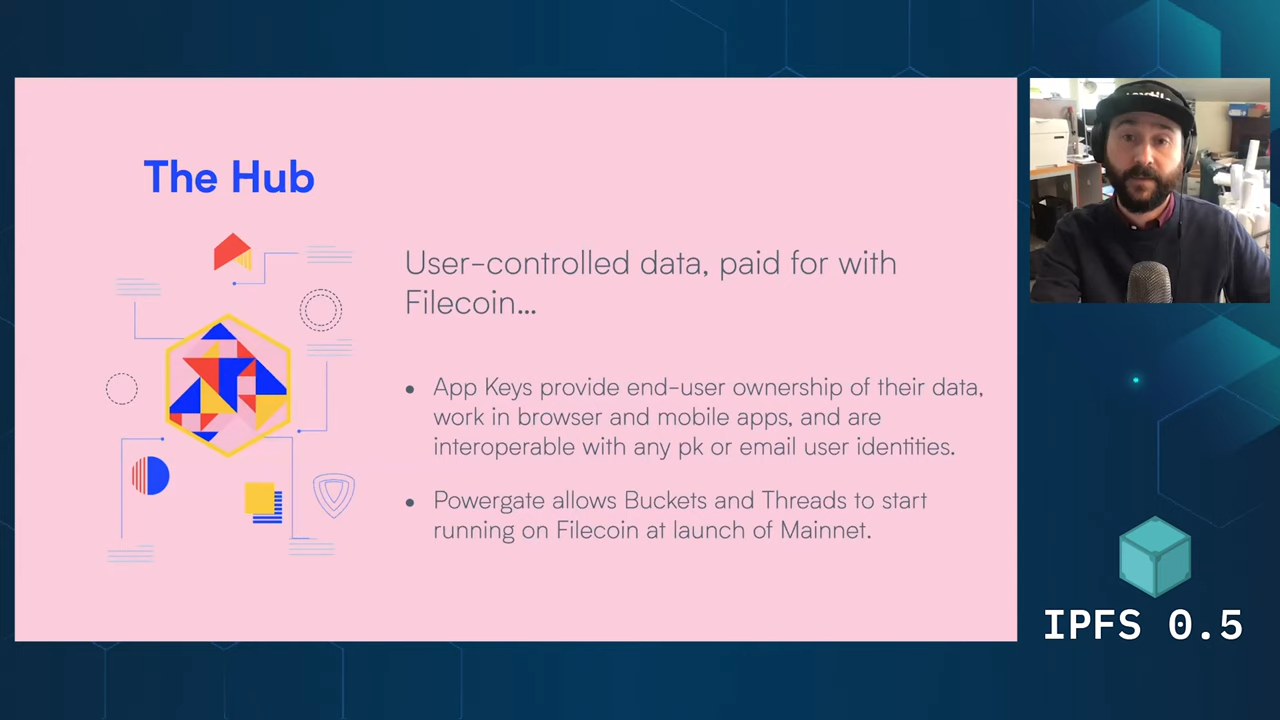 The Hub
User-controlled data, paid for with
Filecoin...
• App Keys provide end-user ownership of their data,
work in browser and mobile apps, and are
interoperable with any pk or email user identities.
• Powergate allows Buckets and Threads to start
running on Filecoin at launch of Mainnet.
IPFS 0.5